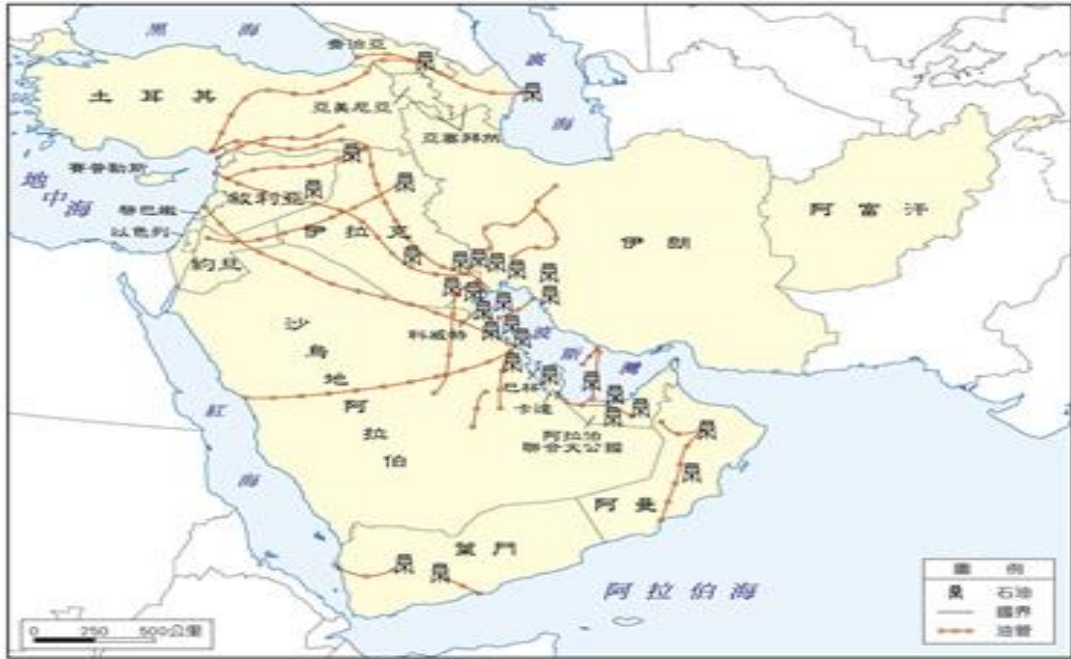 黑海
喬治亞
裏海
土耳其
亞美尼亞
亞塞拜然
賽普勒斯
地中海
敘利亞
黎巴嫩
以色列
伊拉克
伊朗
阿富汗
約旦
沙烏地阿拉伯
科威特
波斯灣
巴林
卡達
紅海
阿拉伯
聯合大公國
阿曼
葉門
阿拉伯海
圖例
石油
國界
油管
0 250 500公里